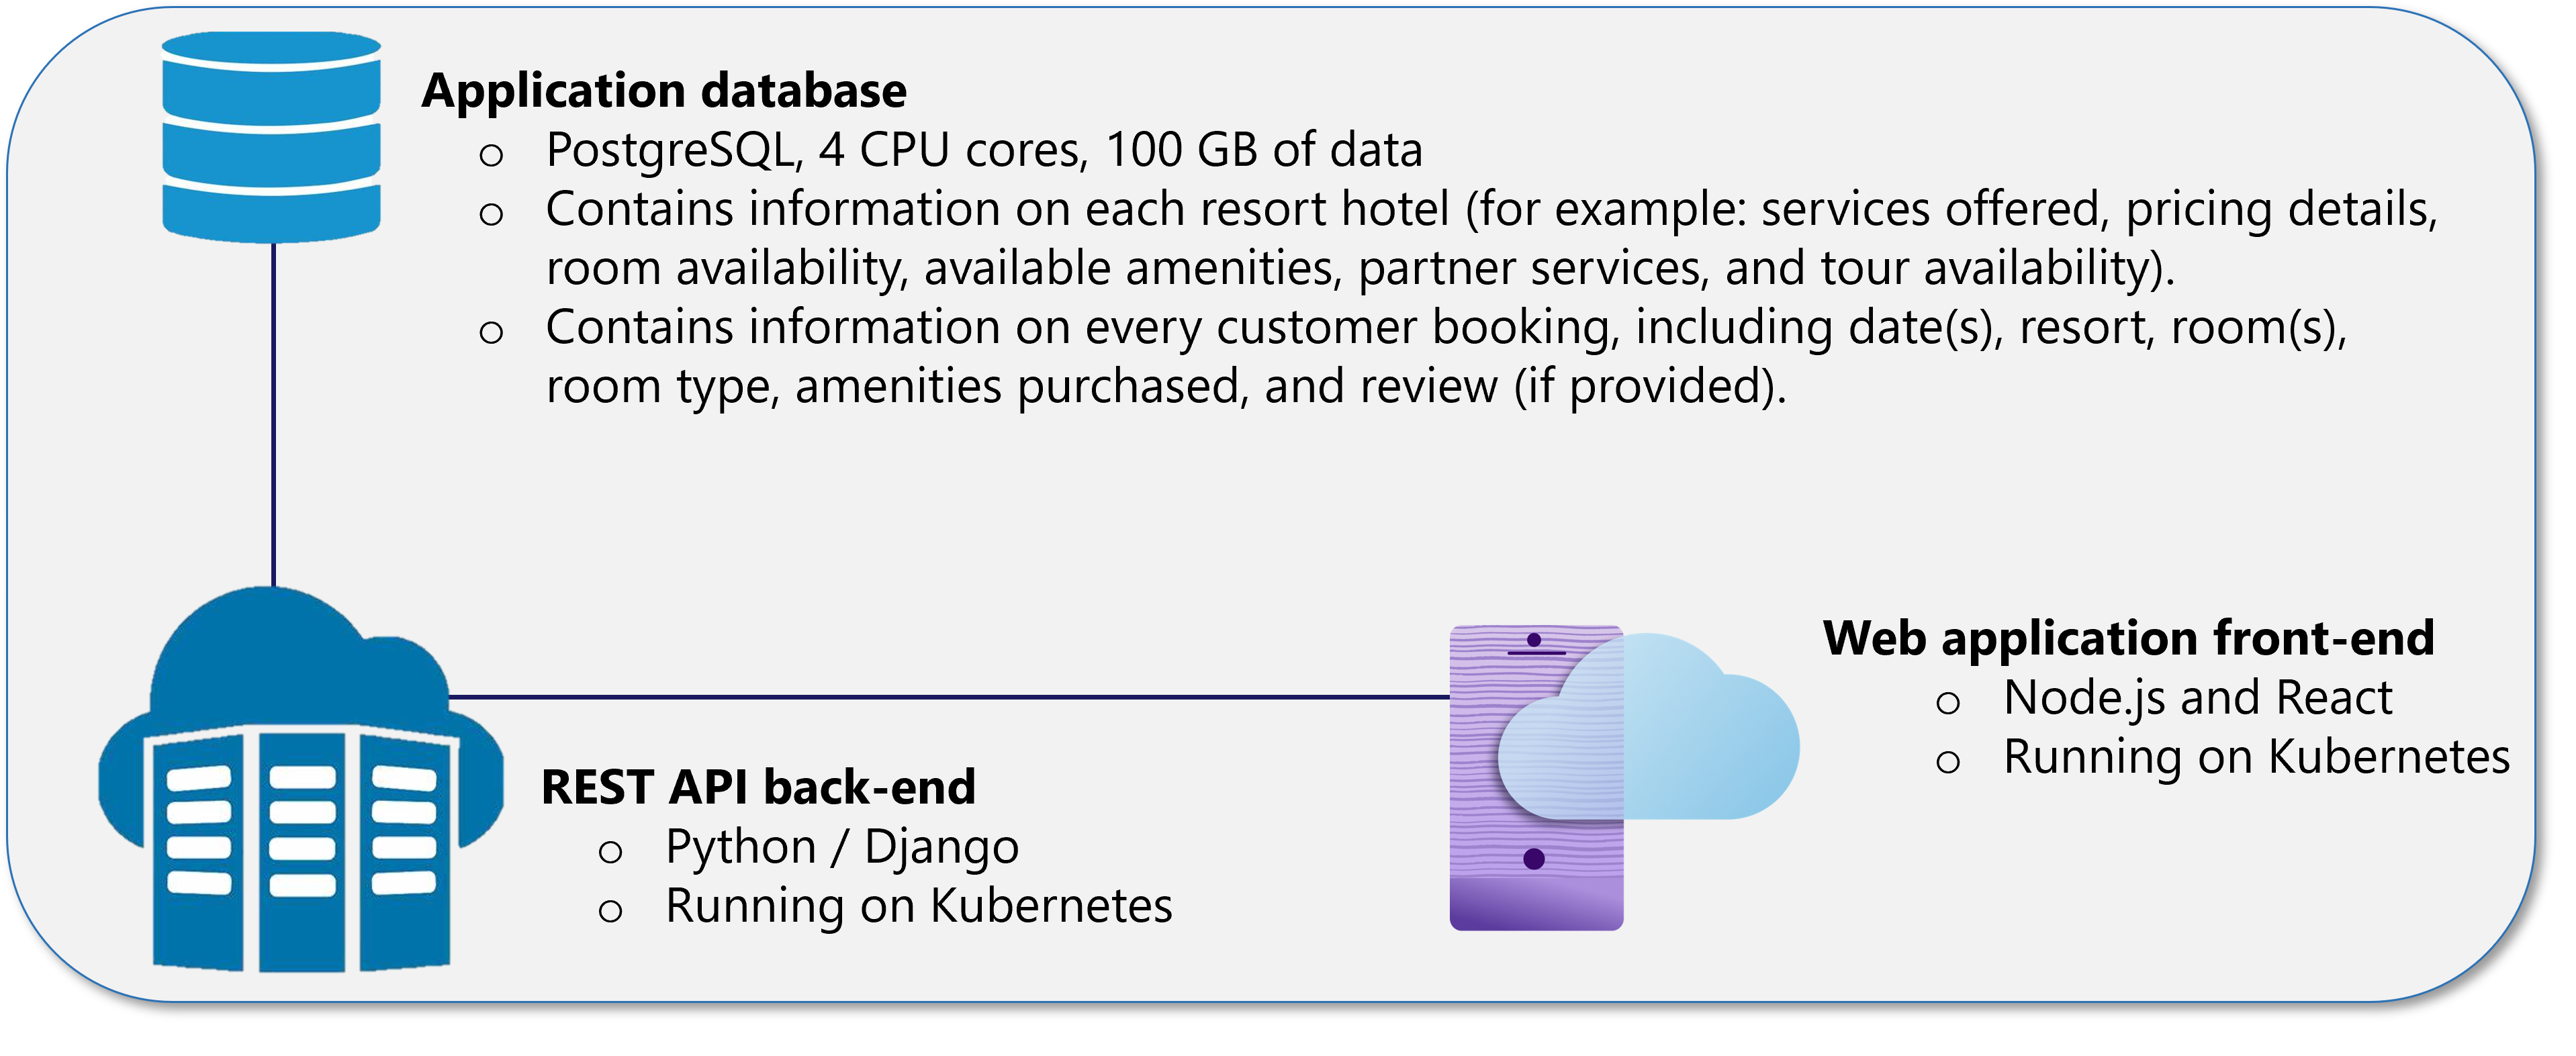 Application database
o PostgreSQL, 4 CPU cores, 100 GB of data
o Contains information on each resort hotel (for example: services offered, pricing details,
room availability, available amenities, partner services, and tour availability).
o Contains information on every customer booking, including date(s), resort, room(s),
room type, amenities purchased, and review (if provided).
REST API back-end
o Python / Django
o Running on Kubernetes
Web application front-end
o Node.js and React
o Running on Kubernetes